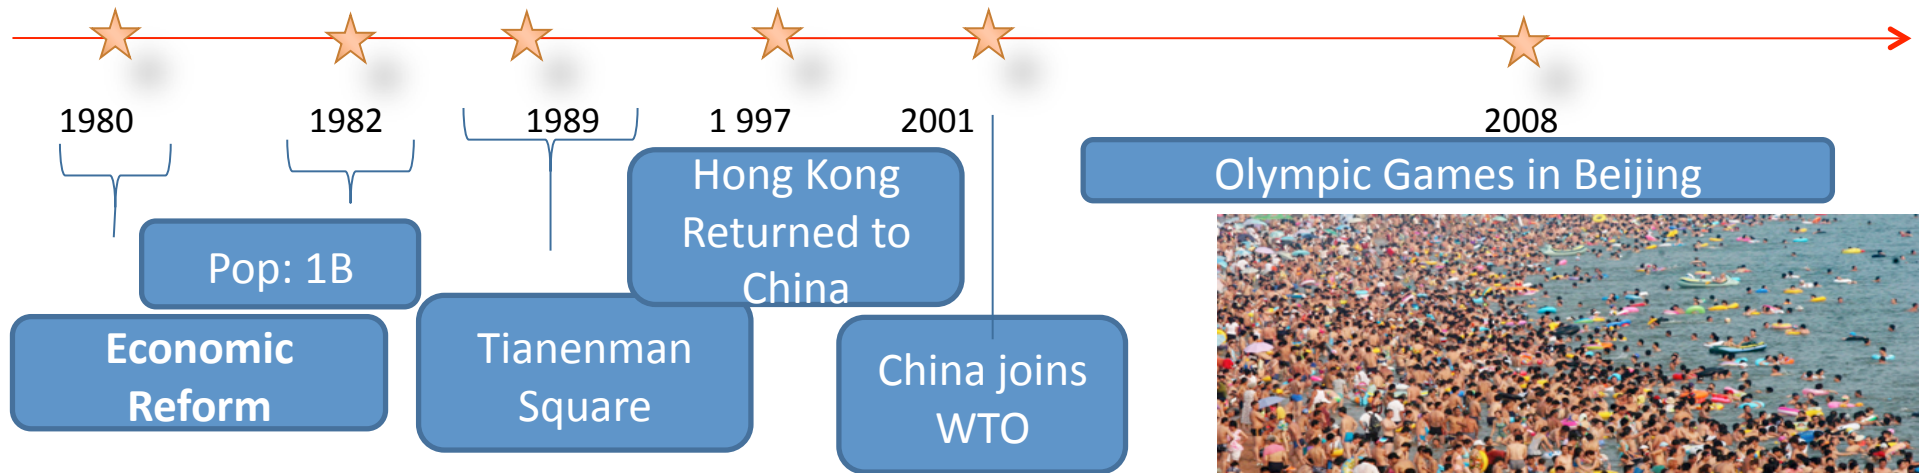 1980
1982
1989
1 997
2001
2008
Hong Kong
Returned to
China
Olympic Games in Beijing
Pop: 1B
Economic
Reform
Tianenman
Square
China joins
WTO